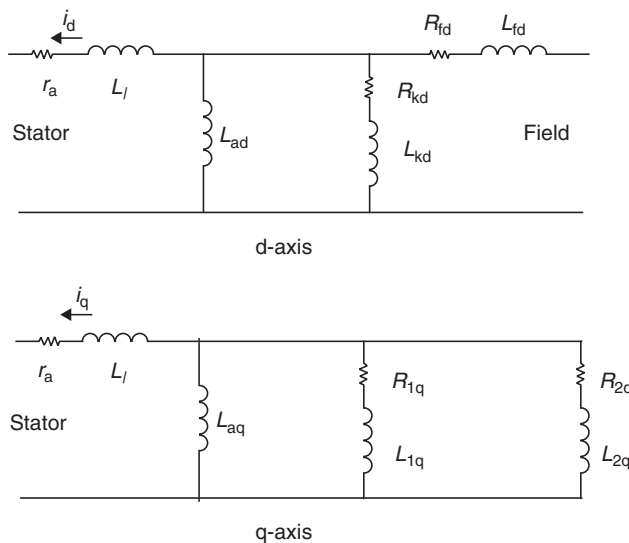 i_d R_fd L_fd
r_a L_l R_kd
Stator L_ad L_kd Field
d-axis
i_q
r_a L_l R_1q R_2q
Stator L_aq L_1q L_2q
q-axis